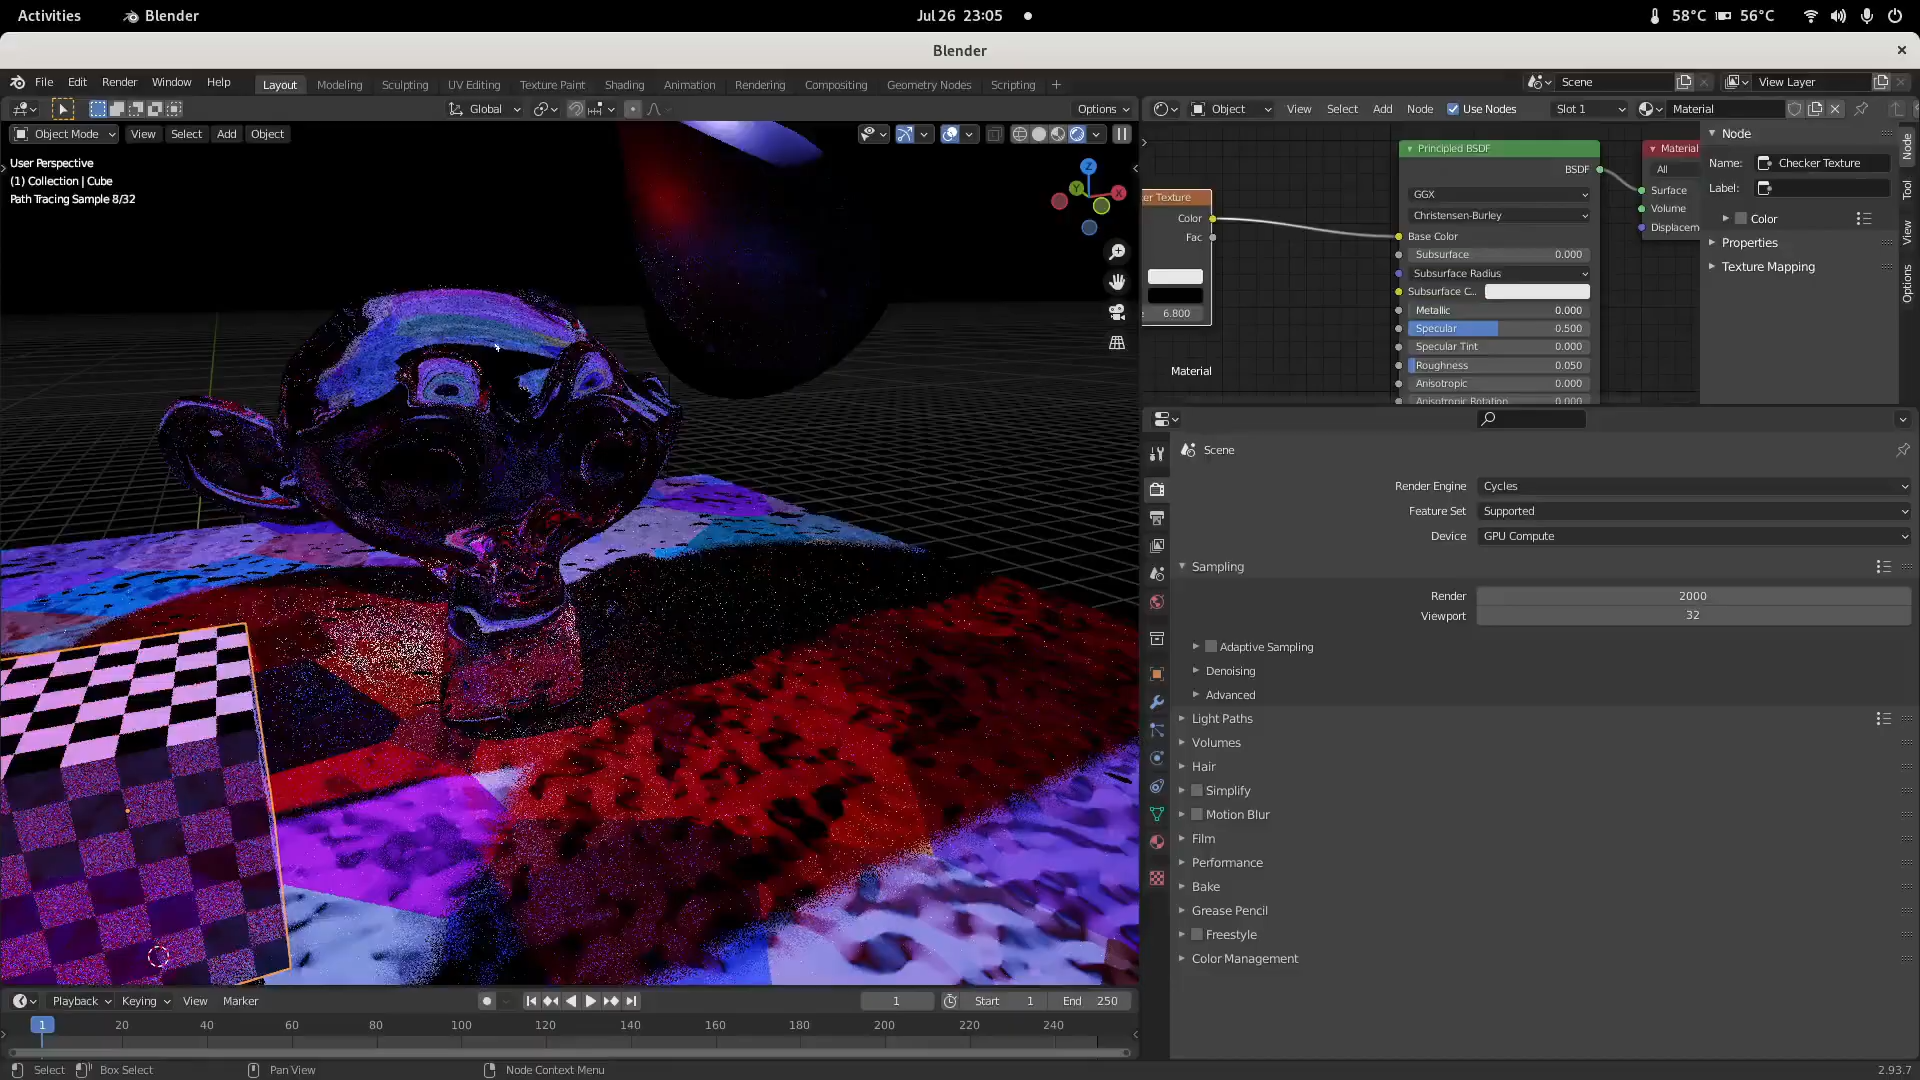 Activities Blender Jul 26 23:05 58°C 56°C
Blender
File Edit Render Window Help Layout Modeling Sculpting UV Editing Texture Paint Shading Animation Rendering Compositing Geometry Nodes Scripting + Scene View Layer
Global Options Object View Select Add Node Use Nodes Slot 1 Material
Object Mode View Select Add Object
User Perspective
(1) Collection | Cube
Path Tracing Sample 8/32
Z
Y
X
er Texture
Color
Fac
6.800
Material
Principled BSDF
BSDF
GGX
Christensen-Burley
Base Color
Subsurface 0.000
Subsurface Radius
Subsurface C..
Metallic 0.000
Specular 0.500
Specular Tint 0.000
Roughness 0.050
Anisotropic 0.000
Anisotropic Rotation 0.000
Material
All
Surface
Volume
Displacem
Node
Name: Checker Texture
Label:
Color
Properties
Texture Mapping
Node
Tool
View
Options
Scene
Render Engine Cycles
Feature Set Supported
Device GPU Compute
Sampling
Render 2000
Viewport 32
Adaptive Sampling
Denoising
Advanced
Light Paths
Volumes
Hair
Simplify
Motion Blur
Film
Performance
Bake
Grease Pencil
Freestyle
Color Management
Playback Keying View Marker 1 Start 1 End 250
1 20 40 60 80 100 120 140 160 180 200 220 240
Select Box Select Pan View Node Context Menu 2.93.7